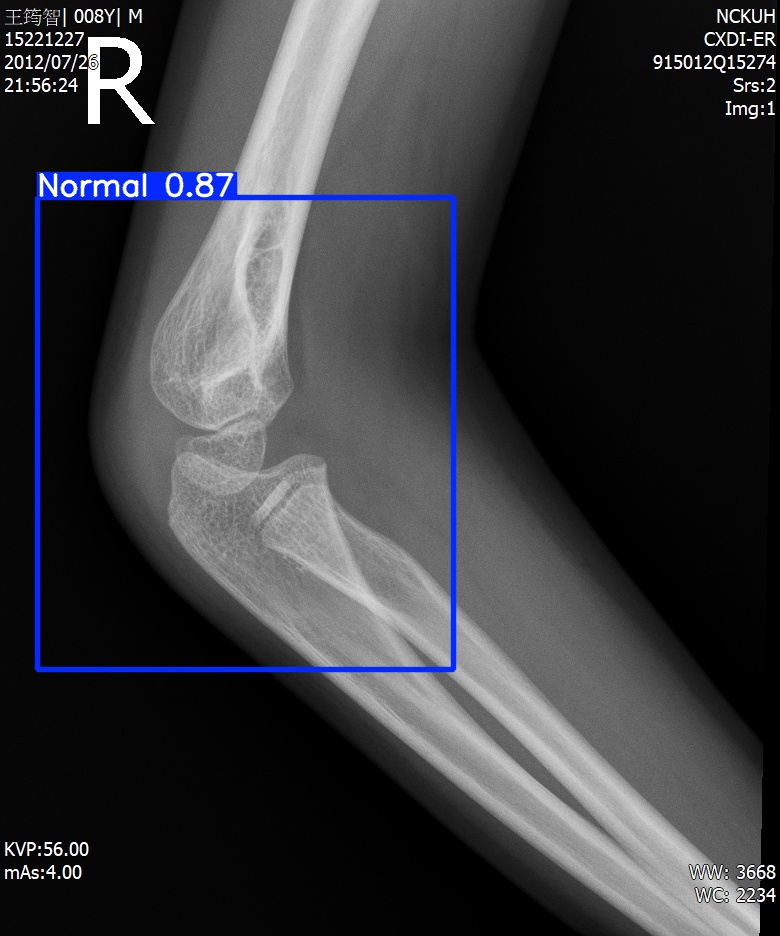 王筠智| 008Y| M
15221227
2012/07/26
21:56:24
R
NCKUH
CXDI-ER
915012Q15274
Srs:2
Img:1
Normal 0.87
KVP:56.00
mAs:4.00
WW: 3668
WC: 2234